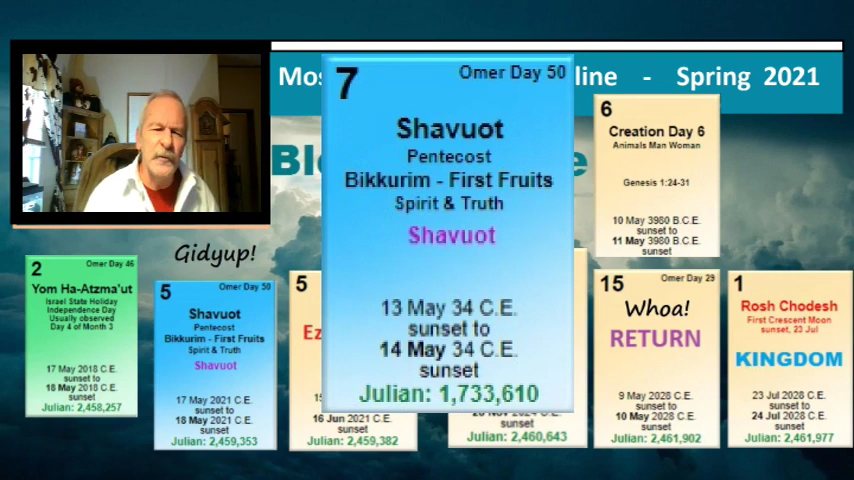 Mos
line - Spring 2021
Blo
e
7
Omer Day 50
Shavuot
Pentecost
Bikkurim - First Fruits
Spirit & Truth
Shavuot
13 May 34 C.E.
sunset to
14 May 34 C.E.
sunset
Julian: 1,733,610
6
Creation Day 6
Animals Man Woman
Genesis 1:24-31
10 May 3980 B.C.E.
sunset to
11 May 3980 B.C.E.
sunset
Gidyup!
2
Omer Day 46
Yom Ha-Atzma'ut
Israel State Holiday
Independence Day
Usually observed
Day 4 of Month 3
17 May 2018 C.E.
sunset to
18 May 2018 C.E.
sunset
Julian: 2,458,257
5
Omer Day 50
Shavuot
Pentecost
Bikkurim - First Fruits
Spirit & Truth
Shavuot
17 May 2021 C.E.
sunset to
18 May 2021 C.E.
sunset
Julian: 2,459,353
5
Ez
16 Jun 2021 C.E.
sunset
Julian: 2,459,382
sunset
Julian: 2,460,643
15
Omer Day 29
Whoa!
RETURN
9 May 2028 C.E.
sunset to
10 May 2028 C.E.
sunset
Julian: 2,461,902
1
Rosh Chodesh
First Crescent Moon
sunset, 23 Jul
KINGDOM
23 Jul 2028 C.E.
sunset to
24 Jul 2028 C.E.
sunset
Julian: 2,461,977